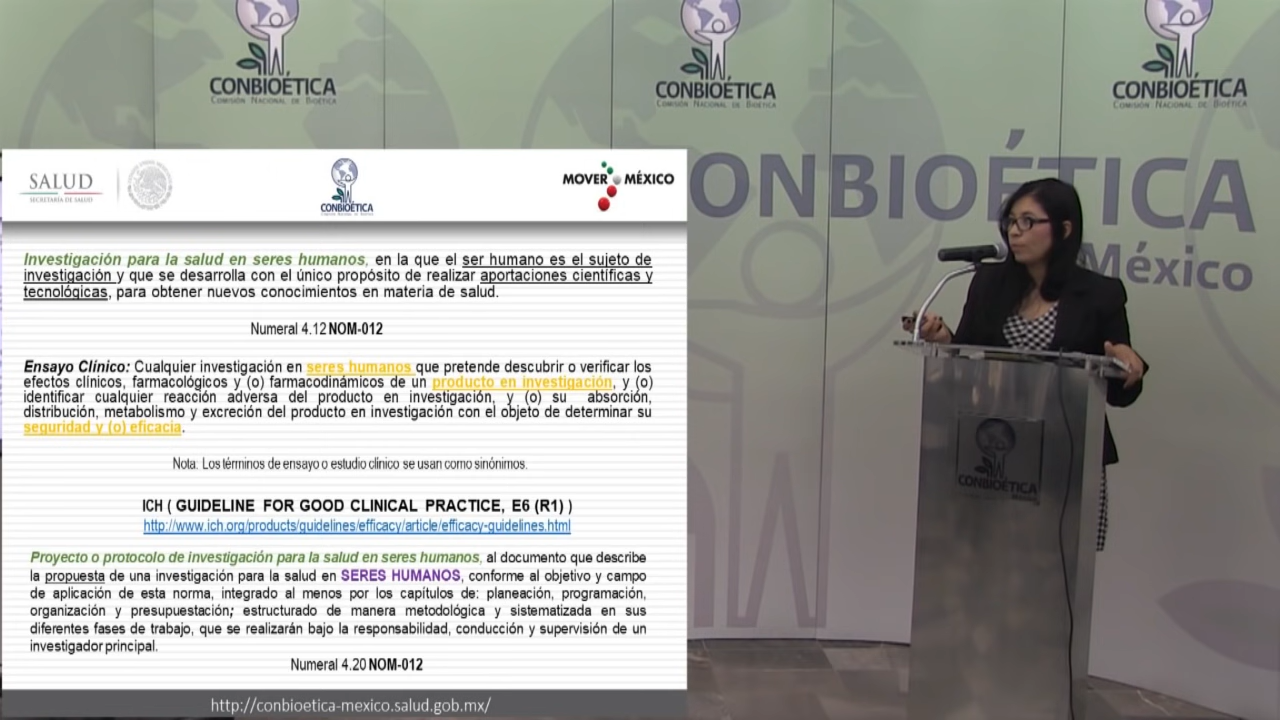 CONBIOÉTICA
COMISIÓN NACIONAL DE BIOÉTICA
CONBIOÉTICA
COMISIÓN NACIONAL DE BIOÉTICA
CONBIOÉTICA
COMISIÓN NACIONAL DE BIOÉTICA
ONBIOÉTICA
México
SALUD
SECRETARÍA DE SALUD
CONBIOÉTICA
MOVER MÉXICO
Investigación para la salud en seres humanos, en la que el ser humano es el sujeto de
investigación y que se desarrolla con el único propósito de realizar aportaciones científicas y
tecnológicas, para obtener nuevos conocimientos en materia de salud.
Numeral 4.12 NOM-012
Ensayo Clínico: Cualquier investigación en seres humanos que pretende descubrir o verificar los
efectos clínicos, farmacológicos y (o) farmacodinámicos de un producto en investigación, y (o)
identificar cualquier reacción adversa del producto en investigación, y (o) su absorción,
distribución, metabolismo y excreción del producto en investigación con el objeto de determinar su
seguridad y (o) eficacia.
Nota: Los términos de ensayo o estudio clínico se usan como sinónimos.
ICH ( GUIDELINE FOR GOOD CLINICAL PRACTICE, E6 (R1) )
http://www.ich.org/products/guidelines/efficacy/article/efficacy-guidelines.html
Proyecto o protocolo de investigación para la salud en seres humanos, al documento que describe
la propuesta de una investigación para la salud en SERES HUMANOS, conforme al objetivo y campo
de aplicación de esta norma, integrado al menos por los capítulos de: planeación, programación,
organización y presupuestación; estructurado de manera metodológica y sistematizada en sus
diferentes fases de trabajo, que se realizarán bajo la responsabilidad, conducción y supervisión de un
investigador principal.
Numeral 4.20 NOM-012
http://conbioetica-mexico.salud.gob.mx/
CONBIOÉTICA